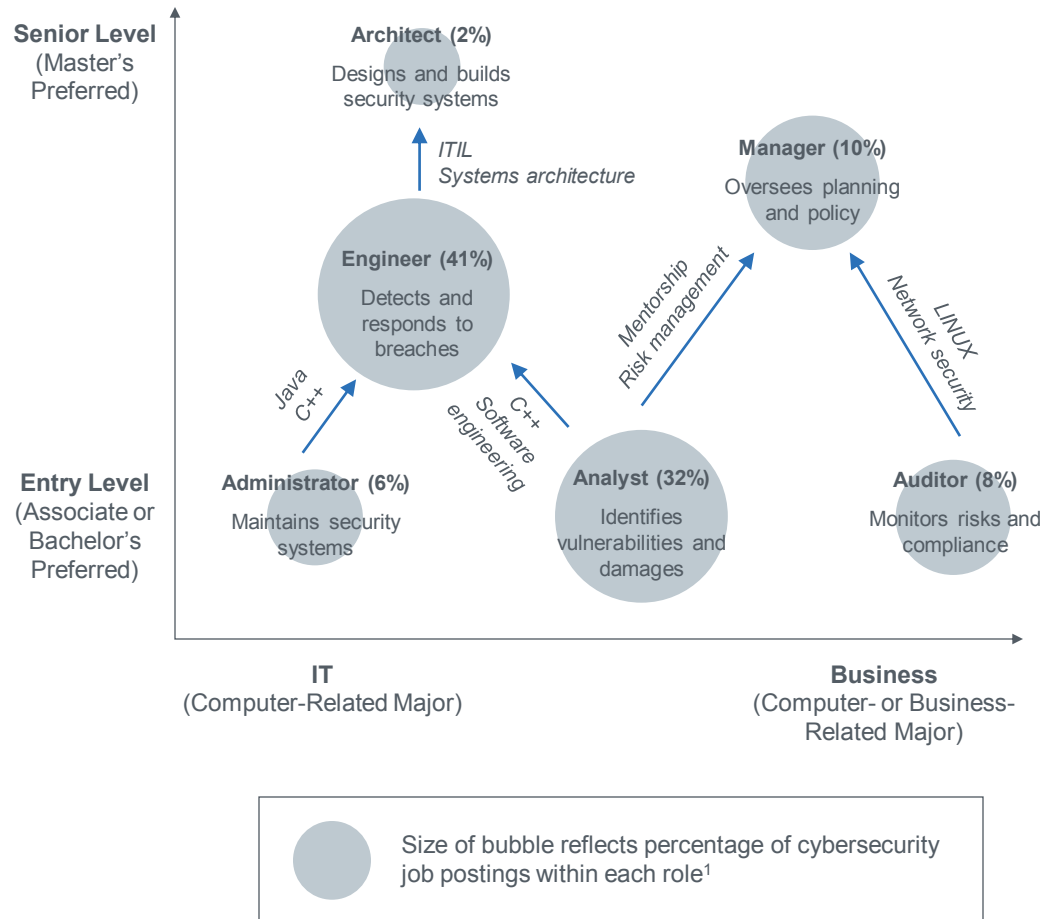 Senior Level
(Master's
Preferred)
Architect (2%)
Designs and builds
security systems
ITIL
Systems architecture
Manager (10%)
Oversees planning
and policy
Engineer (41%)
Detects and
responds to
breaches
Mentorship
Risk management
LINUX
Network security
Java
C++
C++
Software
engineering
Entry Level
(Associate or
Bachelor's
Preferred)
Administrator (6%)
Maintains security
systems
Analyst (32%)
Identifies
vulnerabilities and
damages
Auditor (8%)
Monitors risks and
compliance
IT
(Computer-Related Major)
Business
(Computer- or Business-
Related Major)
Size of bubble reflects percentage of cybersecurity
job postings within each role1